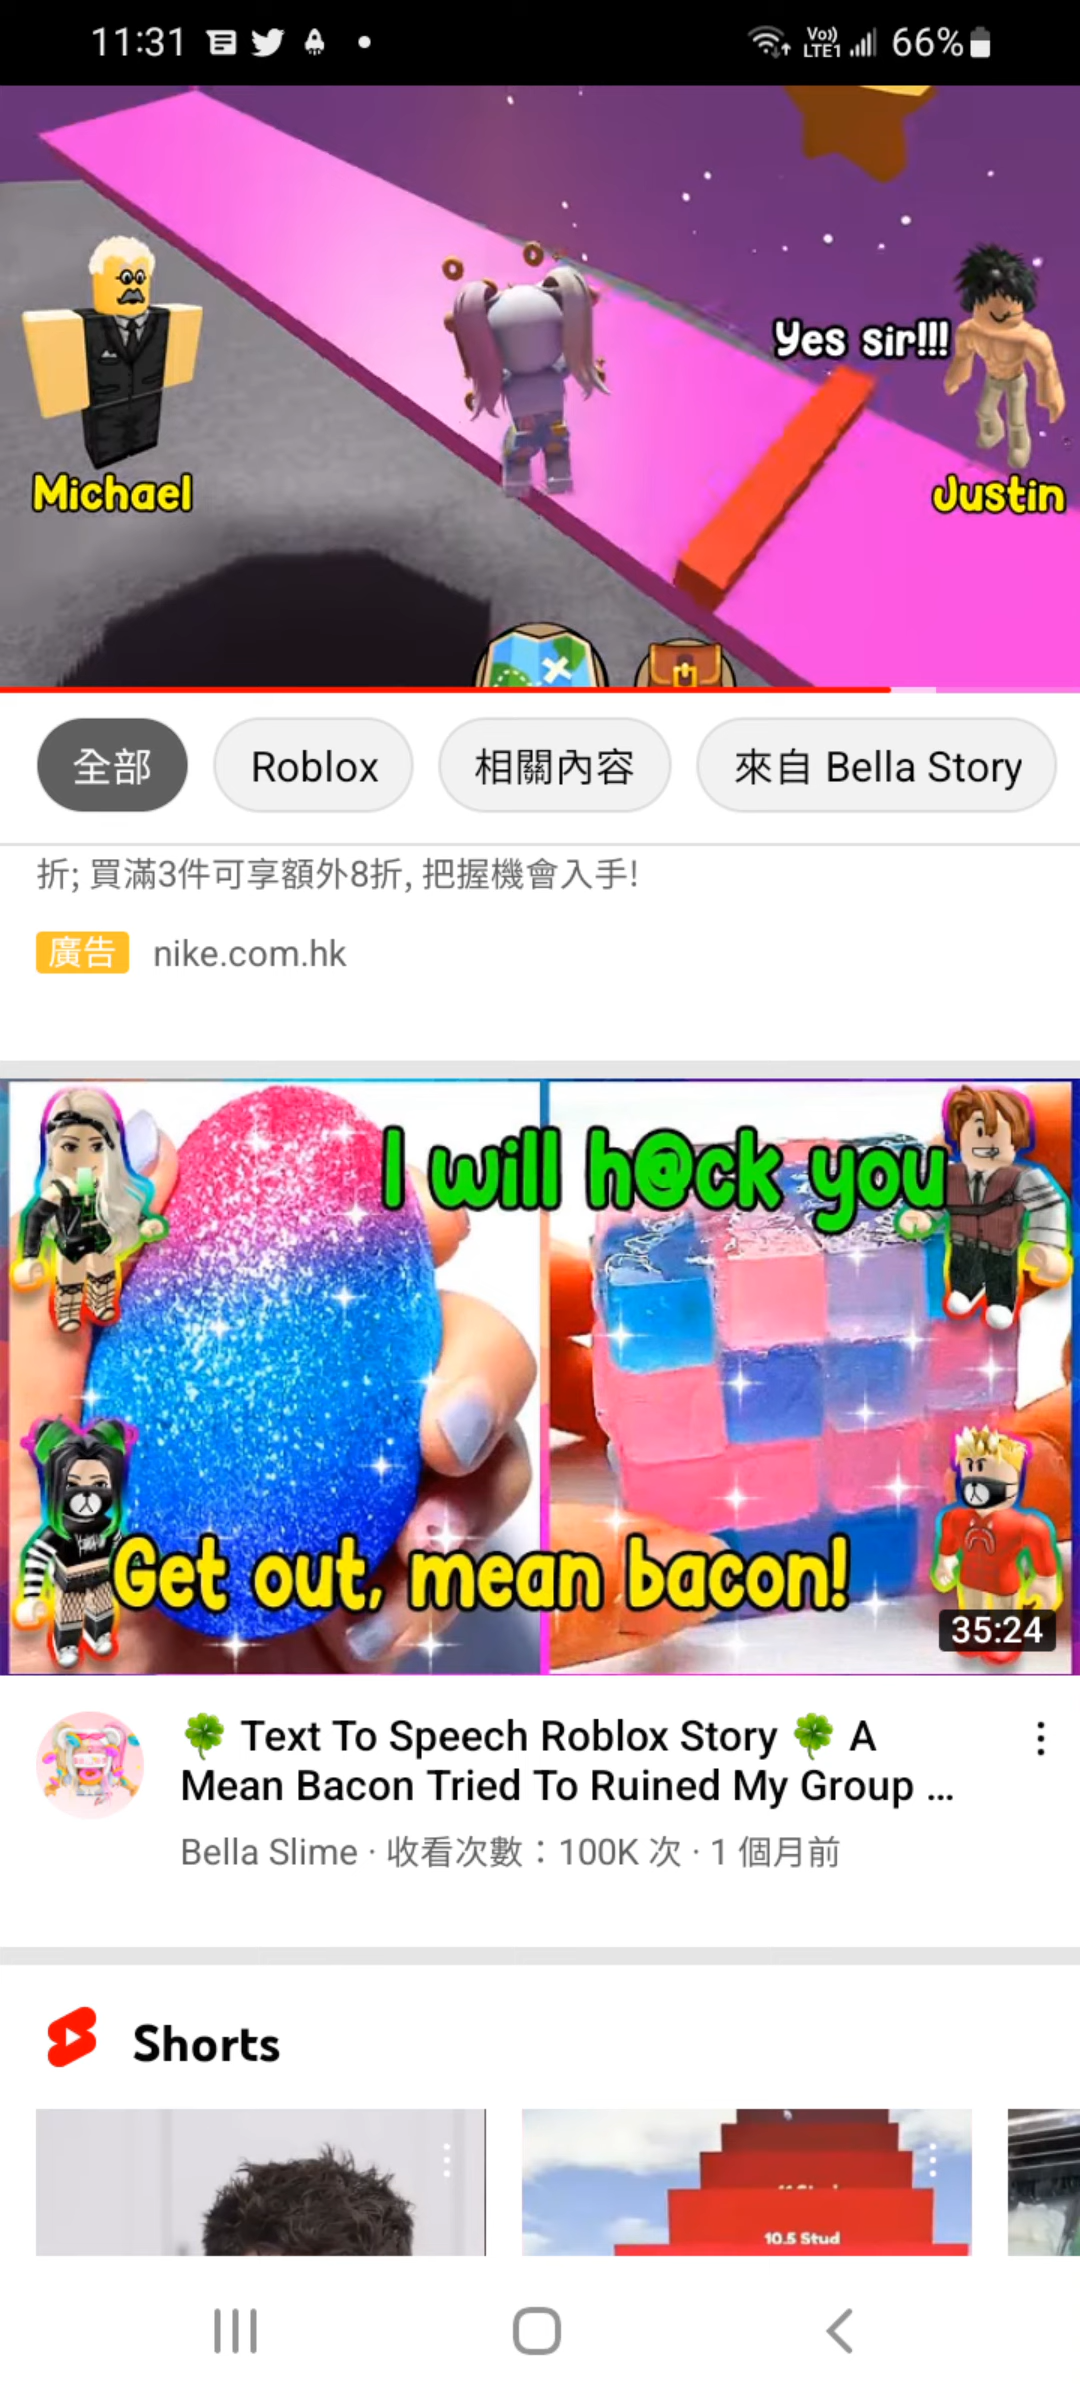 11:31
Vo))
LTE1
66%
Yes sir!!!
Michael
Justin
全部
Roblox
相關內容
來自 Bella Story
折; 買滿3件可享額外8折, 把握機會入手!
廣告
nike.com.hk
I will h@ck you
Get out, mean bacon!
35:24
🍀 Text To Speech Roblox Story 🍀 A
Mean Bacon Tried To Ruined My Group ...
Bella Slime · 收看次數：100K 次 · 1 個月前
Shorts
10.5 Stud